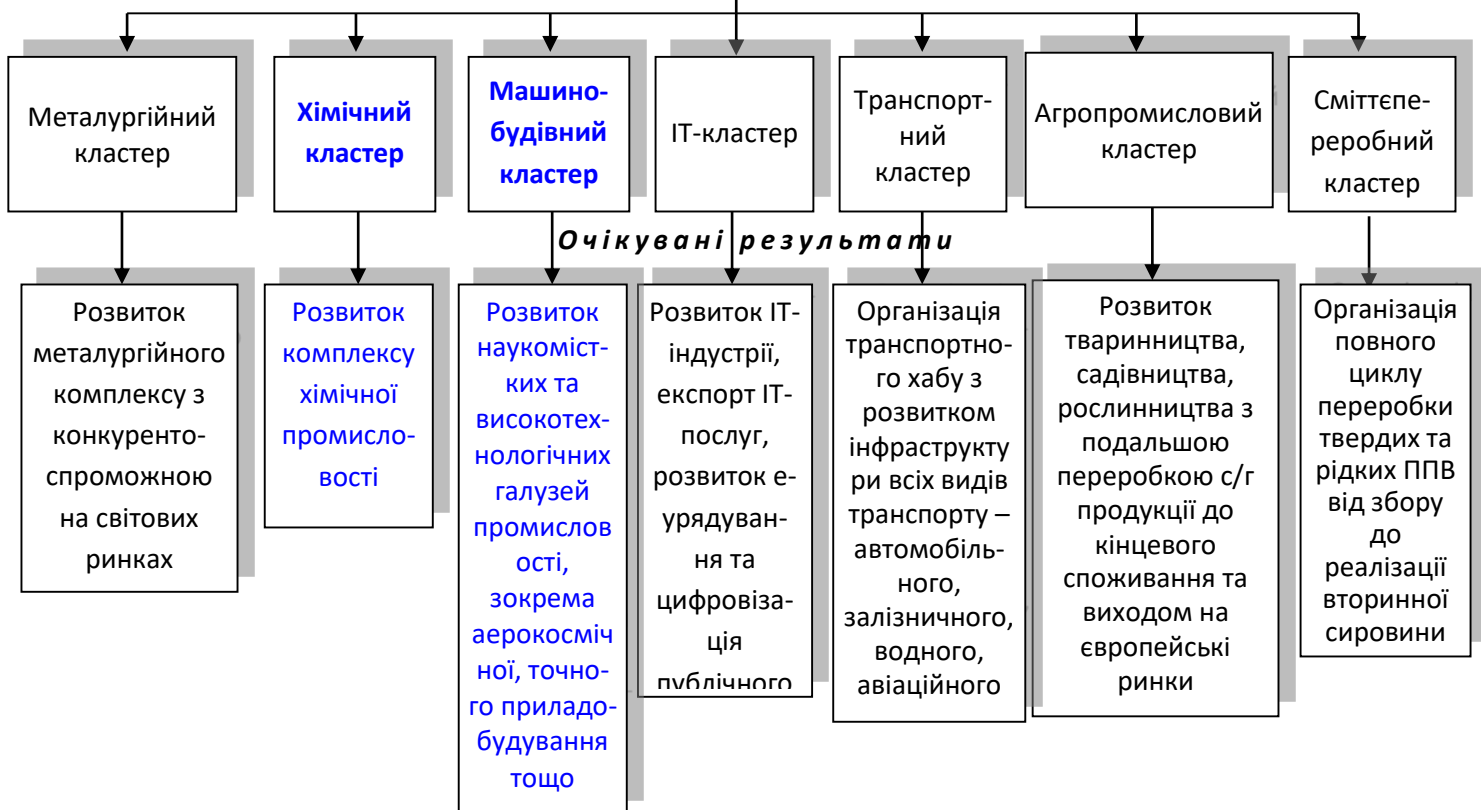 Металургійний
кластер
Хімічний
кластер
Машино-
будівний
кластер
ІТ-кластер
Транспорт-
ний
кластер
Агропромисловий
кластер
Сміттєпе-
реробний
кластер
Очікувані результати
Розвиток
металургійного
комплексу з
конкуренто-
спроможною
на світових
ринках
Розвиток
комплексу
хімічної
промисло-
вості
Розвиток
наукоміст-
ких та
високотех-
нологічних
галузей
промислов
ості,
зокрема
аерокосміч
ної, точно-
го приладо-
будування
тощо
Розвиток ІТ-
індустрії,
експорт ІТ-
послуг,
розвиток е-
урядуван-
ня та
цифровіза-
ція
публічного
Організація
транспортно-
го хабу з
розвитком
інфраструкту
ри всіх видів
транспорту –
автомобіль-
ного,
залізничного,
водного,
авіаційного
Розвиток
тваринництва,
садівництва,
рослинництва з
подальшою
переробкою с/г
продукції до
кінцевого
споживання та
виходом на
європейські
ринки
Організація
повного
циклу
переробки
твердих та
рідких ППВ
від збору
до
реалізації
вторинної
сировини